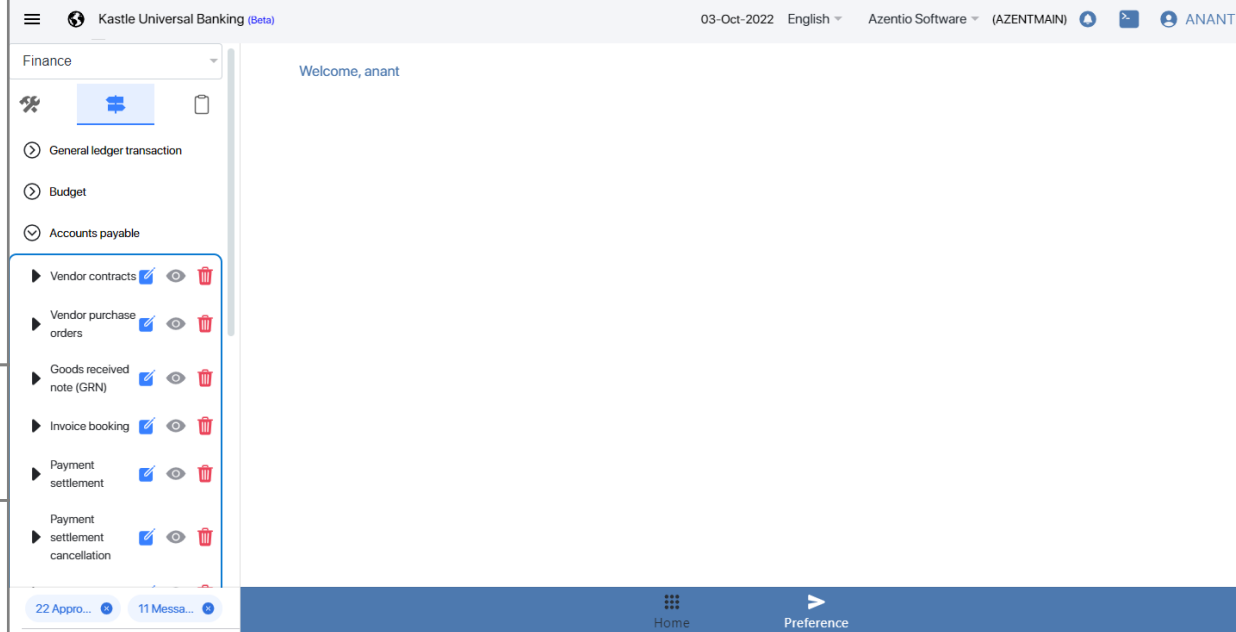 Kastle Universal Banking (Beta)
03-Oct-2022 English Azentio Software (AZENTMAIN) ANANT
Finance
Welcome, anant
General ledger transaction
Budget
Accounts payable
Vendor contracts
Vendor purchase
orders
Goods received
note (GRN)
Invoice booking
Payment
settlement
Payment
settlement
cancellation
22 Appro... 11 Messa...
Home
Preference